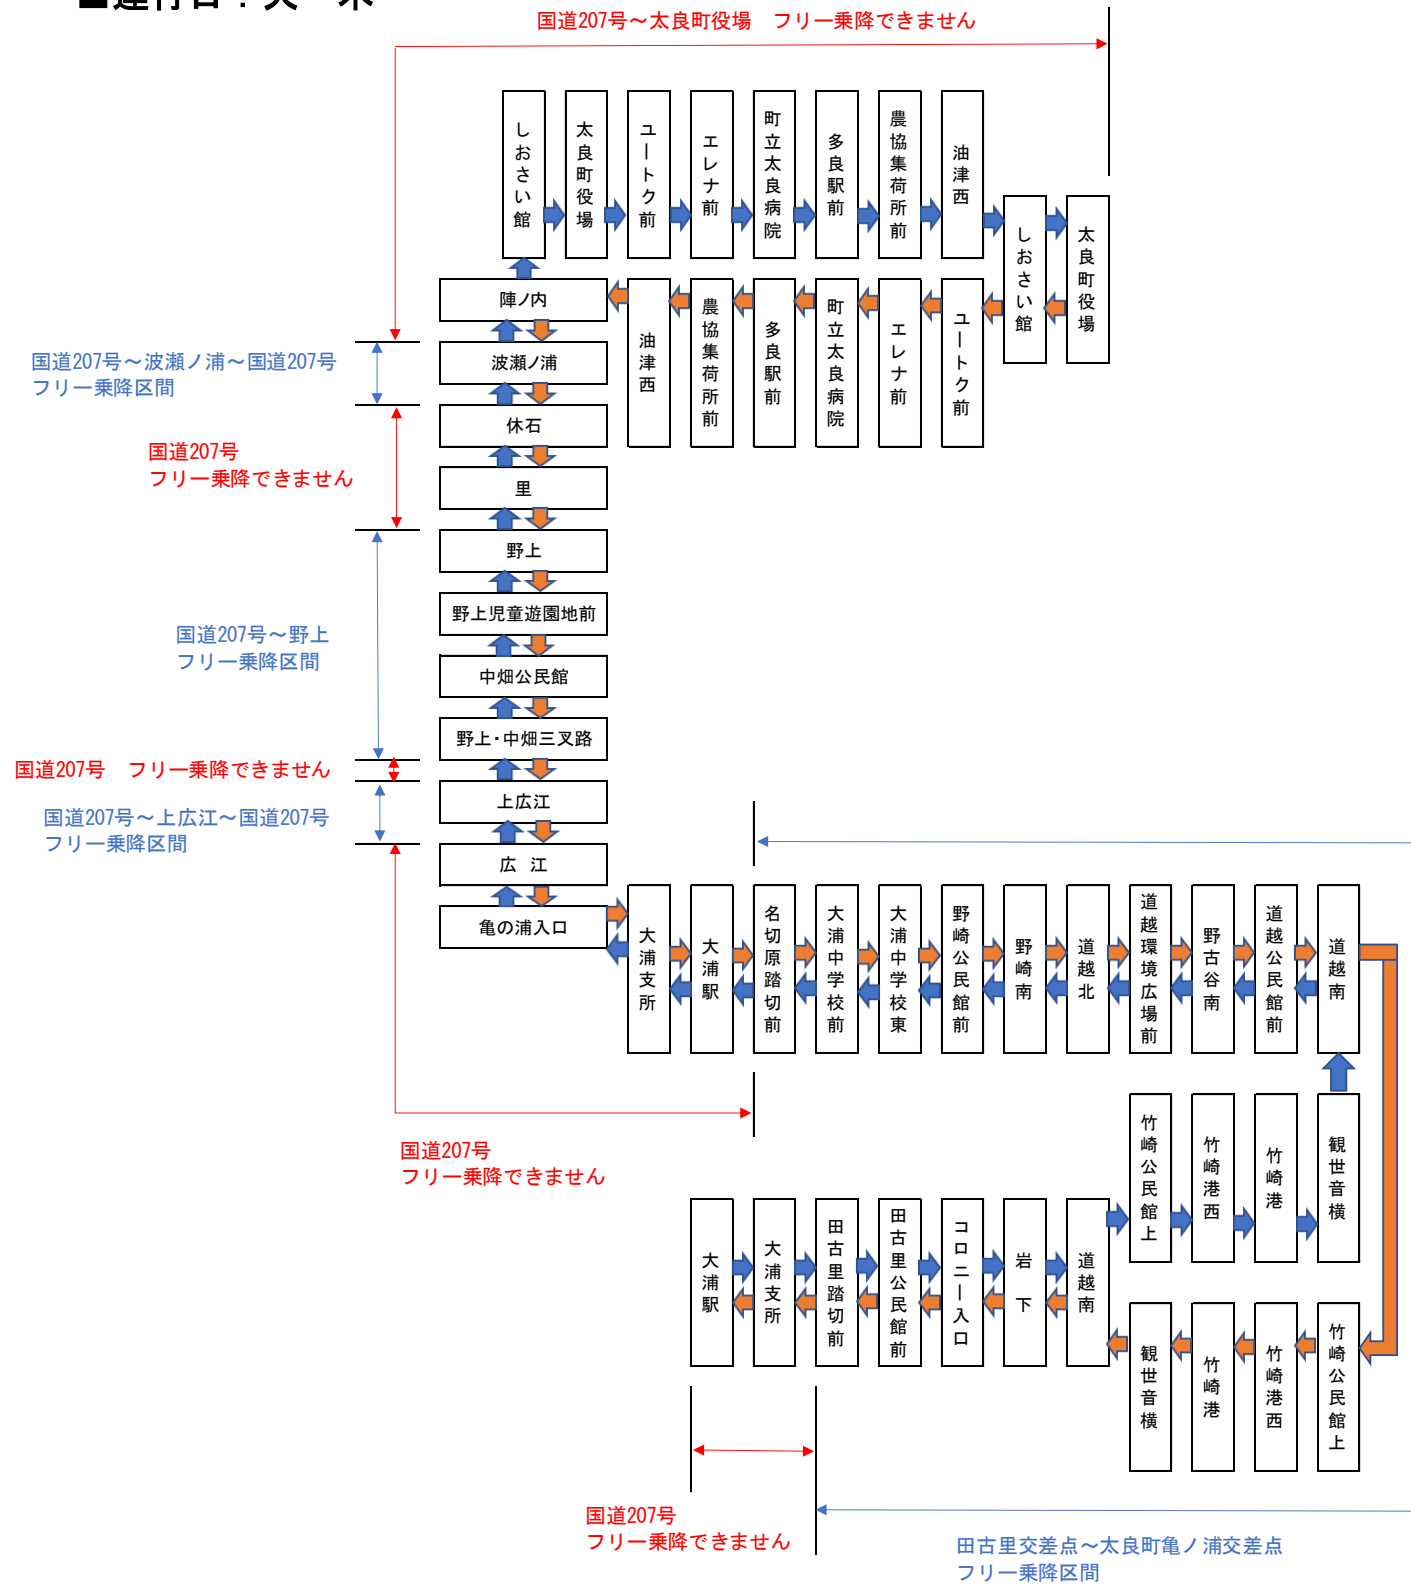 国道207号～太良町役場　フリー乗降できません
しおさい館
太良町役場
ユートク前
エレナ前
町立太良病院
多良駅前
農協集荷所前
油津西
しおさい館
太良町役場
陣ノ内
油津西
農協集荷所前
多良駅前
町立太良病院
エレナ前
ユートク前
国道207号～波瀬ノ浦～国道207号
フリー乗降区間
波瀬ノ浦
休石
国道207号
フリー乗降できません
里
野上
野上児童遊園地前
国道207号～野上
フリー乗降区間
中畑公民館
野上・中畑三叉路
国道207号　フリー乗降できません
上広江
国道207号～上広江～国道207号
フリー乗降区間
広　江
亀の浦入口
大浦支所
大浦駅
名切原踏切前
大浦中学校前
大浦中学校東
野崎公民館前
野崎南
道越北
道越環境広場前
野古谷南
道越公民館前
道越南
国道207号
フリー乗降できません
竹崎公民館上
竹崎港西
竹崎港
観世音横
大浦駅
大浦支所
田古里踏切前
田古里公民館前
コロニー入口
岩　下
道越南
観世音横
竹崎港
竹崎港西
竹崎公民館上
国道207号
フリー乗降できません
田古里交差点～太良町亀ノ浦交差点
フリー乗降区間